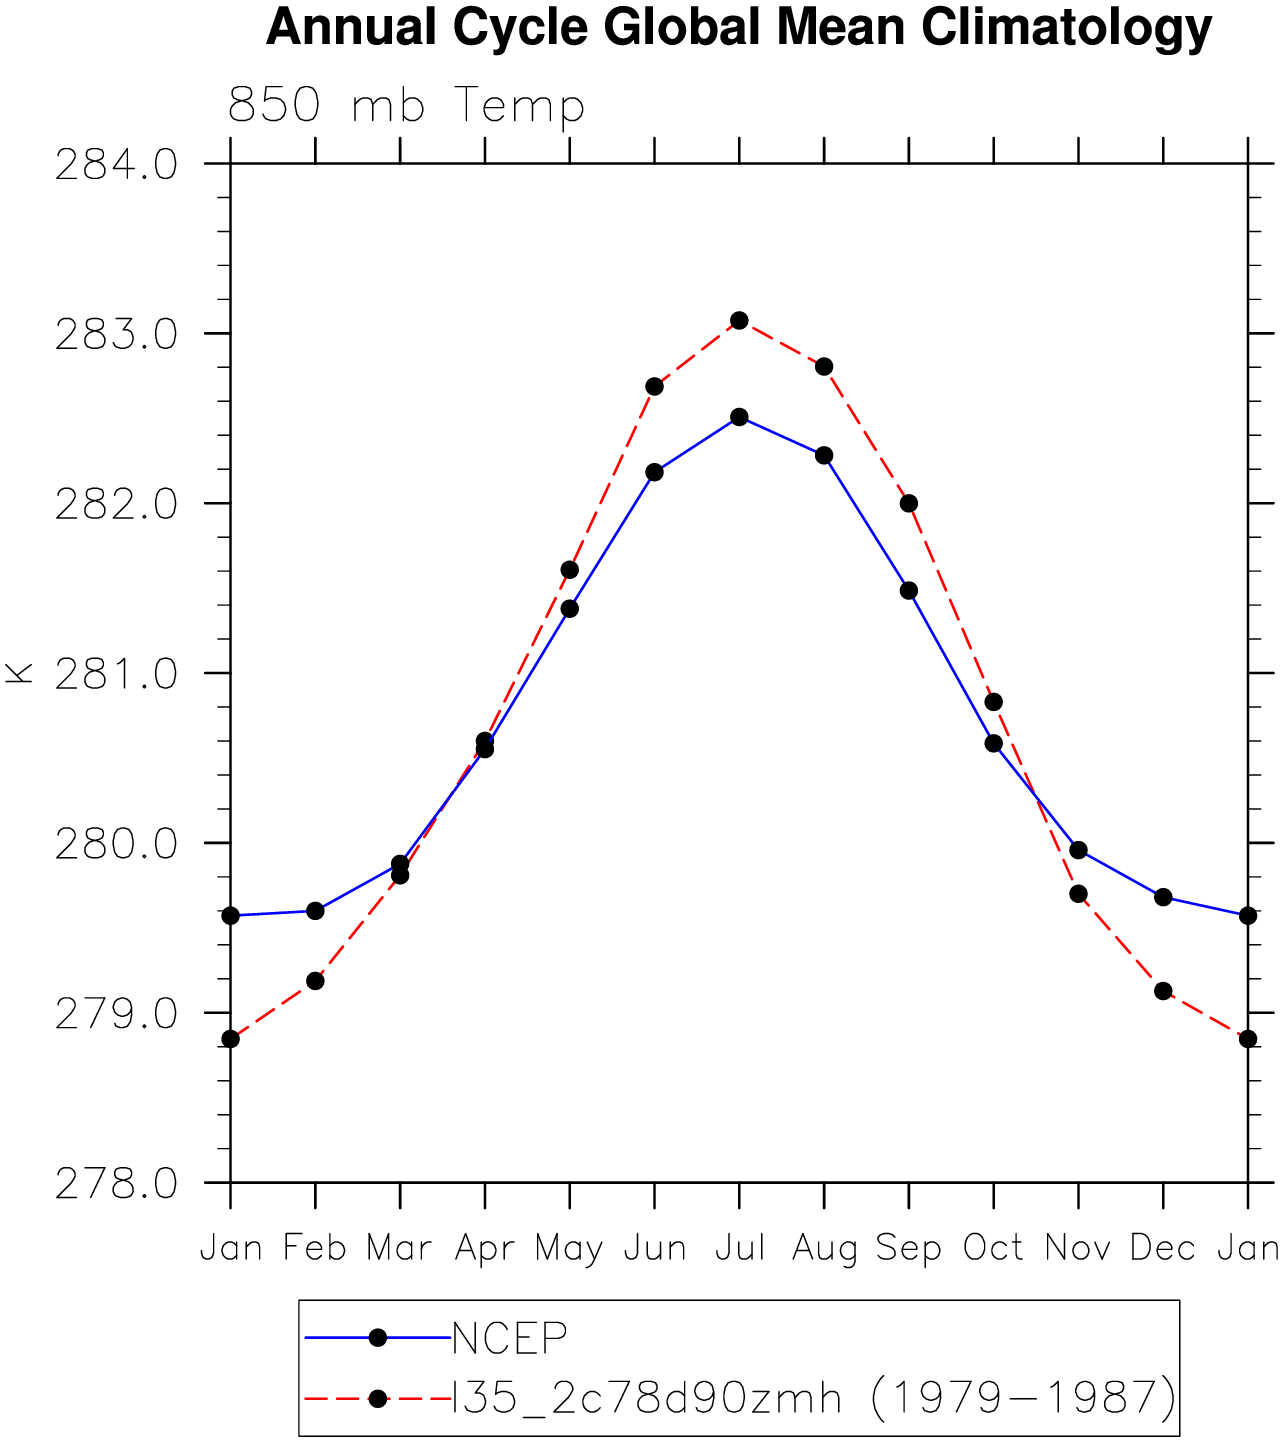 Annual Cycle Global Mean Climatology
850 mb Temp
284.0
283.0
282.0
281.0
280.0
279.0
278.0
K
Jan Feb Mar Apr May Jun Jul Aug Sep Oct Nov Dec Jan
NCEP
I35_2c78d90zmh (1979-1987)